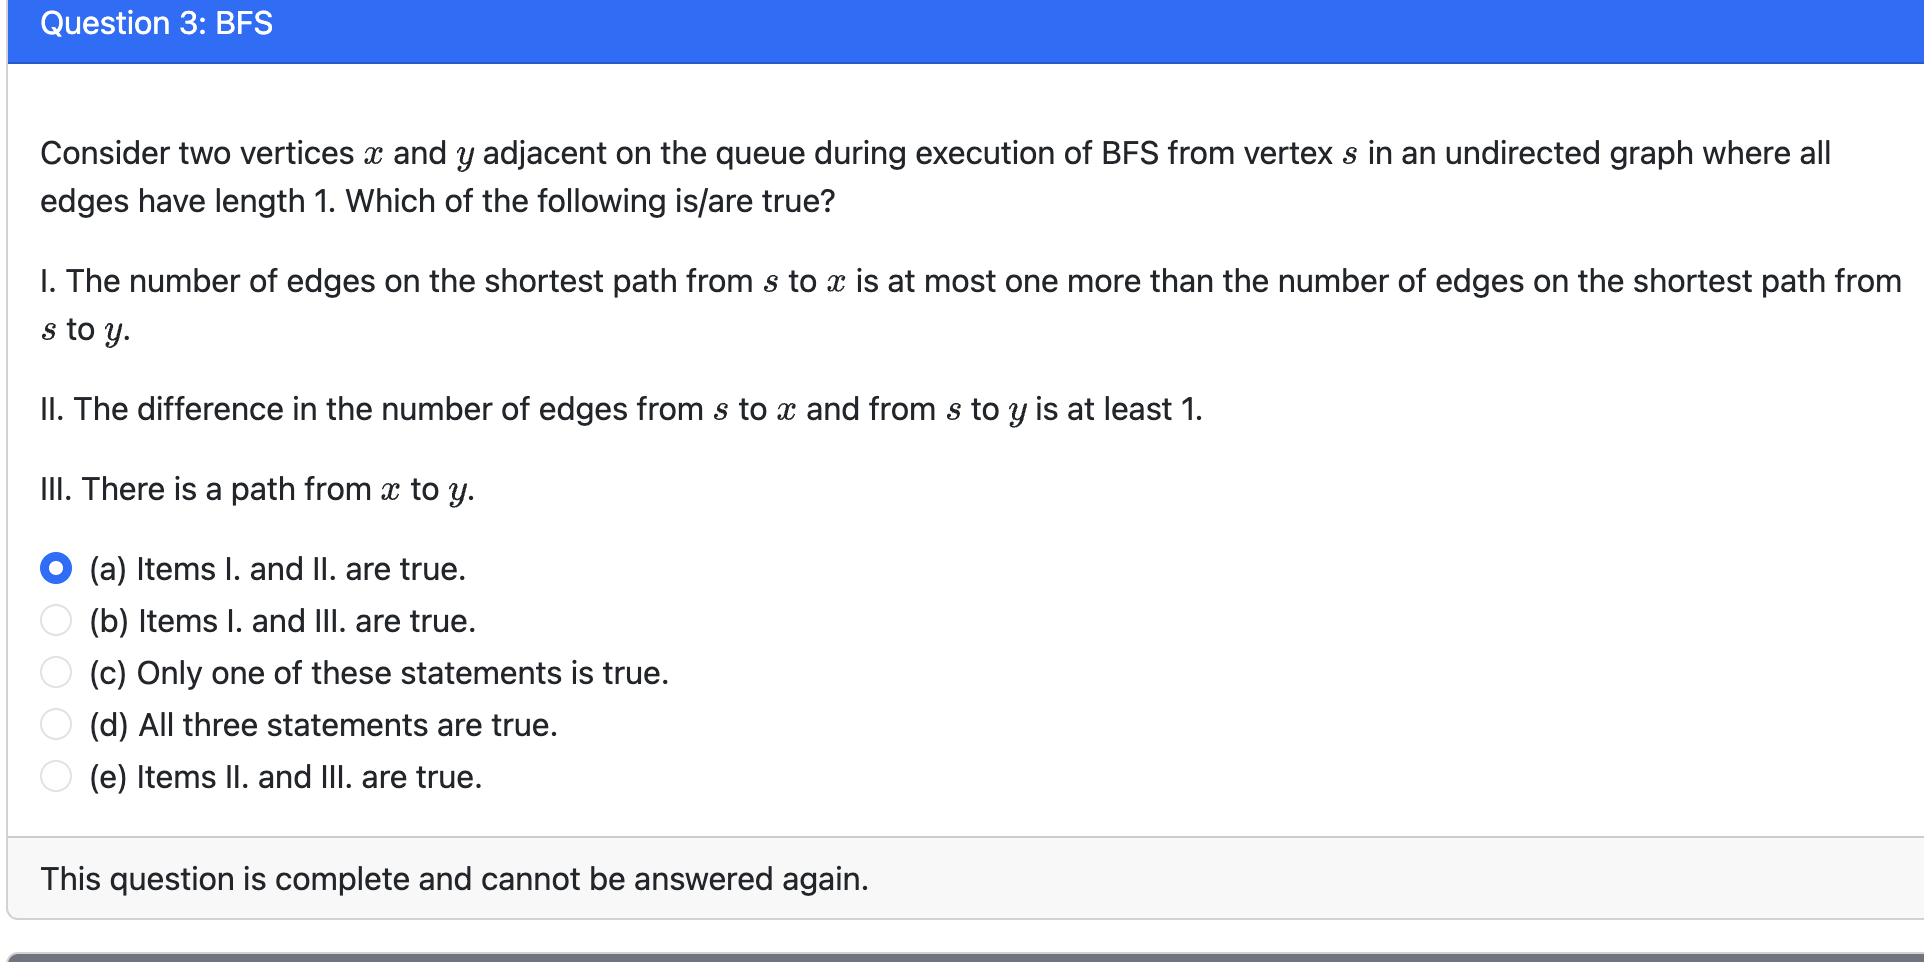 Question 3: BFS
Consider two vertices x and y adjacent on the queue during execution of BFS from vertex s in an undirected graph where all
edges have length 1. Which of the following is/are true?
I. The number of edges on the shortest path from s to x is at most one more than the number of edges on the shortest path from
s to y.
II. The difference in the number of edges from s to x and from s to y is at least 1.
III. There is a path from x to y.
(a) Items I. and II. are true.
(b) Items I. and III. are true.
(c) Only one of these statements is true.
(d) All three statements are true.
(e) Items II. and III. are true.
This question is complete and cannot be answered again.